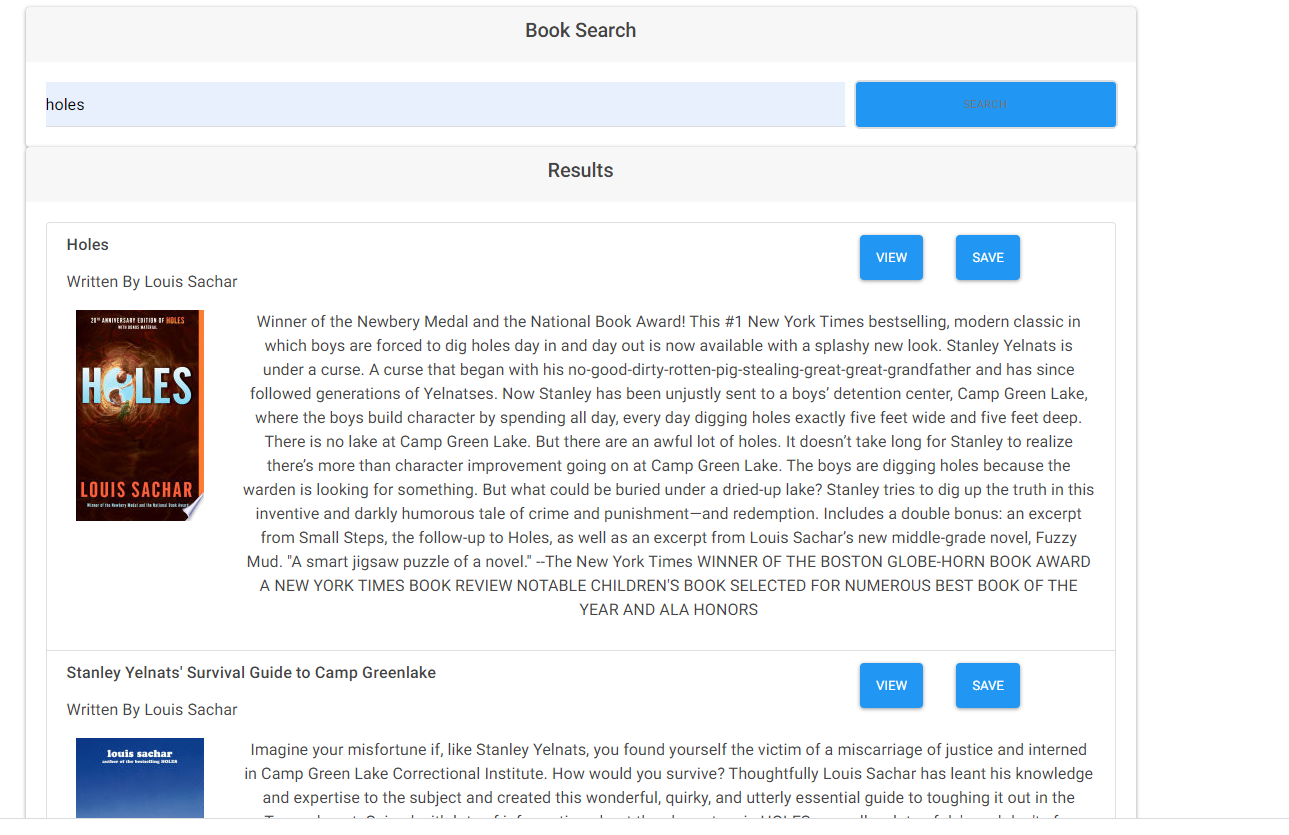 Book Search
holes
SEARCH
Results
Holes
VIEW
SAVE
Written By Louis Sachar
20TH ANNIVERSARY EDITION OF HOLES
WITH BONUS MATERIAL
HOLES
LOUIS SACHAR
Winner of the Newbery Medal and the National Book Award
Winner of the Newbery Medal and the National Book Award! This #1 New York Times bestselling, modern classic in
which boys are forced to dig holes day in and day out is now available with a splashy new look. Stanley Yelnats is
under a curse. A curse that began with his no-good-dirty-rotten-pig-stealing-great-great-grandfather and has since
followed generations of Yelnatses. Now Stanley has been unjustly sent to a boys’ detention center, Camp Green Lake,
where the boys build character by spending all day, every day digging holes exactly five feet wide and five feet deep.
There is no lake at Camp Green Lake. But there are an awful lot of holes. It doesn’t take long for Stanley to realize
there’s more than character improvement going on at Camp Green Lake. The boys are digging holes because the
warden is looking for something. But what could be buried under a dried-up lake? Stanley tries to dig up the truth in this
inventive and darkly humorous tale of crime and punishment—and redemption. Includes a double bonus: an excerpt
from Small Steps, the follow-up to Holes, as well as an excerpt from Louis Sachar’s new middle-grade novel, Fuzzy
Mud. "A smart jigsaw puzzle of a novel." --The New York Times WINNER OF THE BOSTON GLOBE-HORN BOOK AWARD
A NEW YORK TIMES BOOK REVIEW NOTABLE CHILDREN'S BOOK SELECTED FOR NUMEROUS BEST BOOK OF THE
YEAR AND ALA HONORS
Stanley Yelnats' Survival Guide to Camp Greenlake
VIEW
SAVE
Written By Louis Sachar
louis sachar
author of the bestselling HOLES
Imagine your misfortune if, like Stanley Yelnats, you found yourself the victim of a miscarriage of justice and interned
in Camp Green Lake Correctional Institute. How would you survive? Thoughtfully Louis Sachar has leant his knowledge
and expertise to the subject and created this wonderful, quirky, and utterly essential guide to toughing it out in the